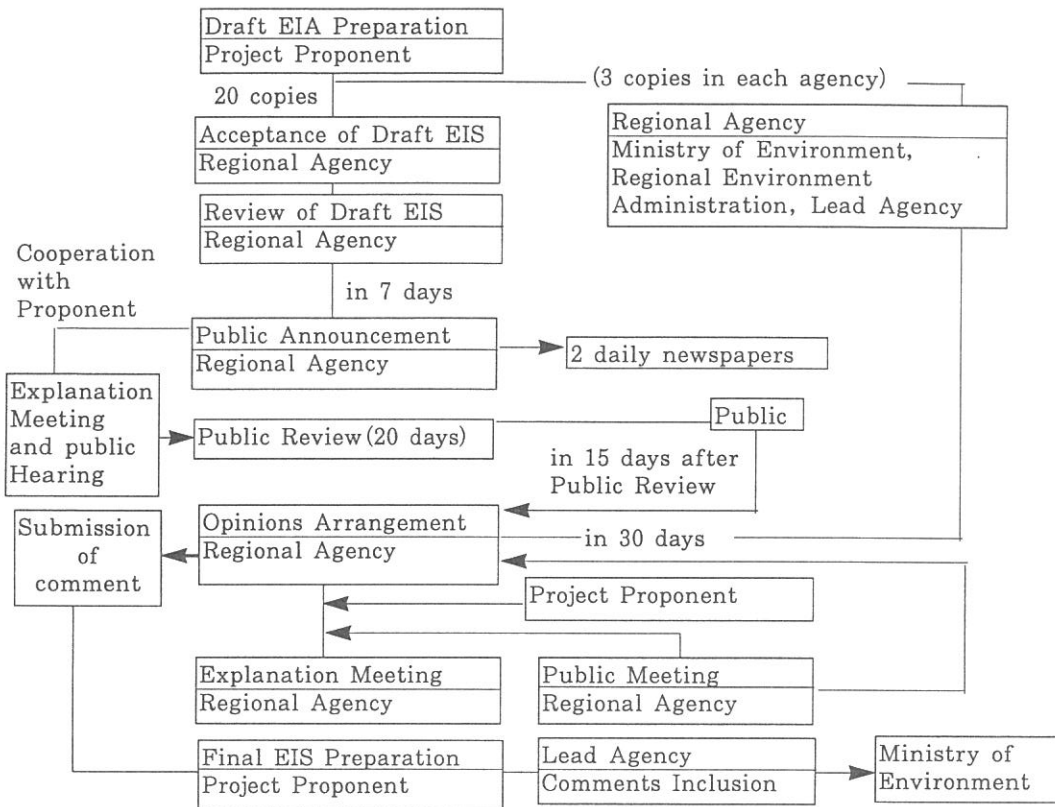 Draft EIA Preparation
Project Proponent
(3 copies in each agency)
20 copies
Acceptance of Draft EIS
Regional Agency
Regional Agency
Ministry of Environment,
Regional Environment
Administration, Lead Agency
Review of Draft EIS
Regional Agency
Cooperation
with
Proponent
in 7 days
Public Announcement
Regional Agency
2 daily newspapers
Explanation
Meeting
and public
Hearing
Public Review (20 days)
Public
in 15 days after
Public Review
Submission
of
comment
Opinions Arrangement
Regional Agency
in 30 days
Project Proponent
Explanation Meeting
Regional Agency
Public Meeting
Regional Agency
Final EIS Preparation
Project Proponent
Lead Agency
Comments Inclusion
Ministry of
Environment